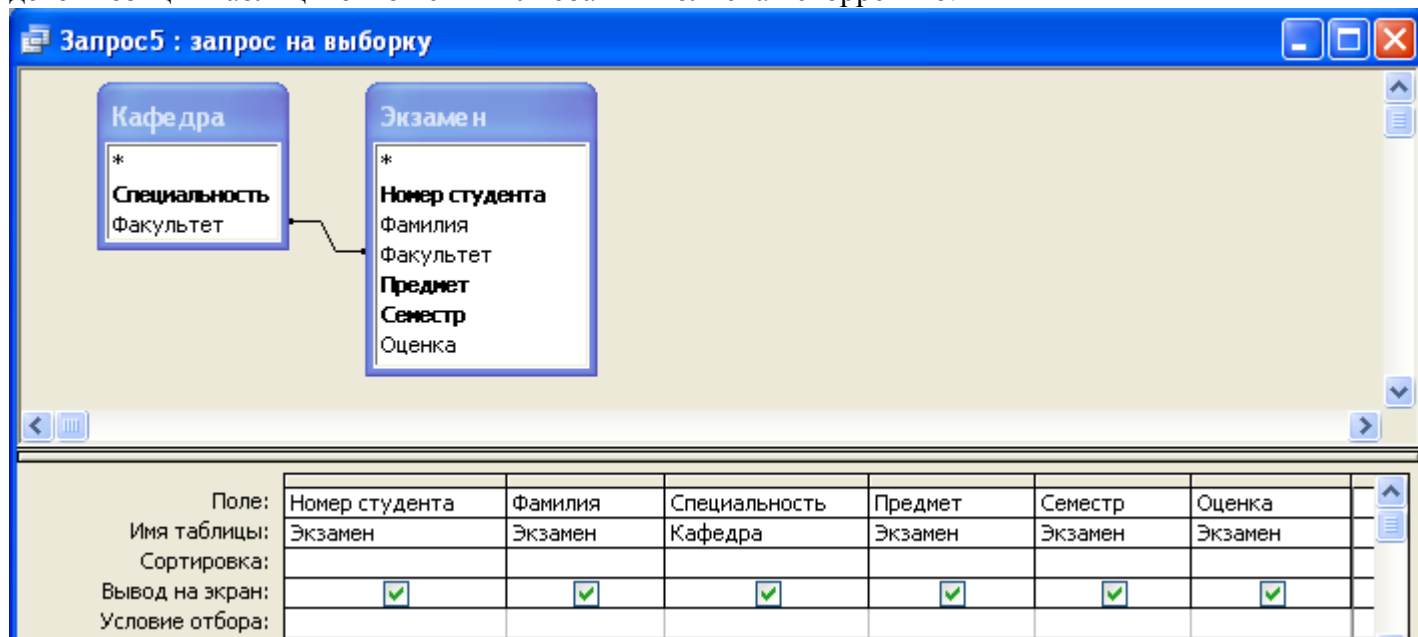 Запрос5 : запрос на выборку
Кафедра
*
Специальность
Факультет
Экзамен
*
Номер студента
Фамилия
Факультет
Предмет
Семестр
Оценка
Поле: Номер студента Фамилия Специальность Предмет Семестр Оценка
Имя таблицы: Экзамен Экзамен Кафедра Экзамен Экзамен Экзамен
Сортировка:
Вывод на экран:
Условие отбора: